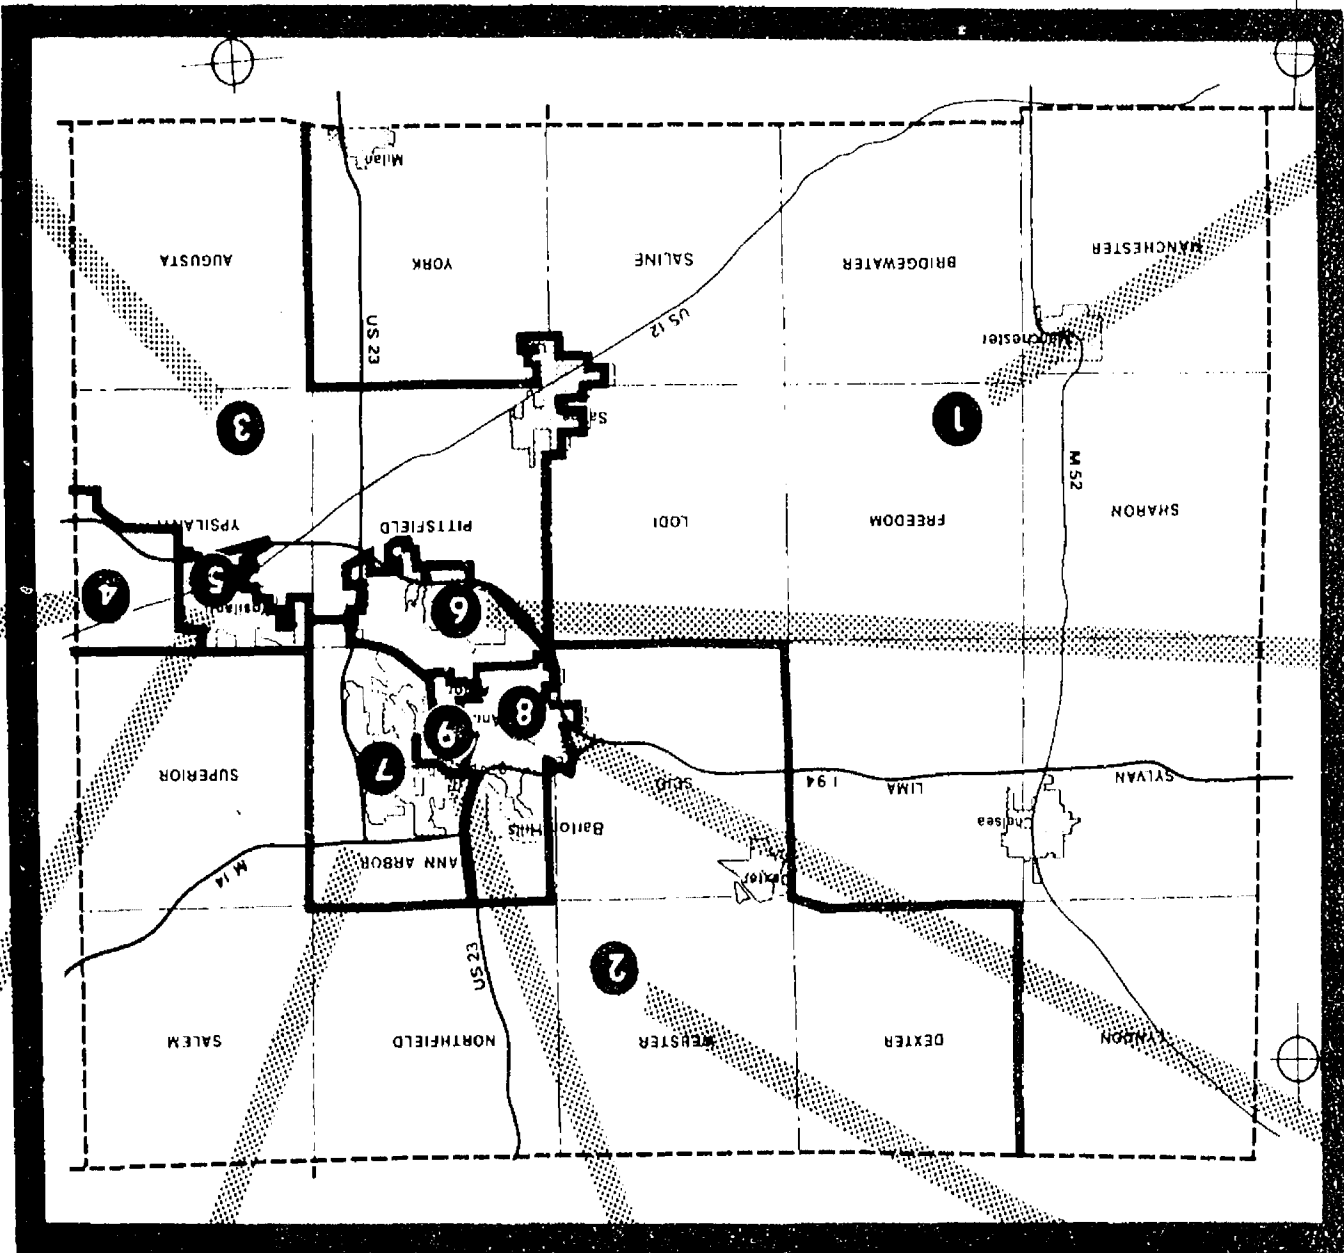 LYNDON
DEXTER
WEBSTER
NORTHFIELD
SALEM
2
US 23
M 14
ANN ARBOR
Chelsea
Dexter
Barton Hills
SYLVAN
LIMA
I 94
SCIO
SUPERIOR
7
6
8
4
5
9
Ypsilanti
SHARON
FREEDOM
LODI
PITTSFIELD
YPSILANTI
M 52
1
3
Manchester
US 12
US 23
MANCHESTER
BRIDGEWATER
SALINE
YORK
AUGUSTA
Milan